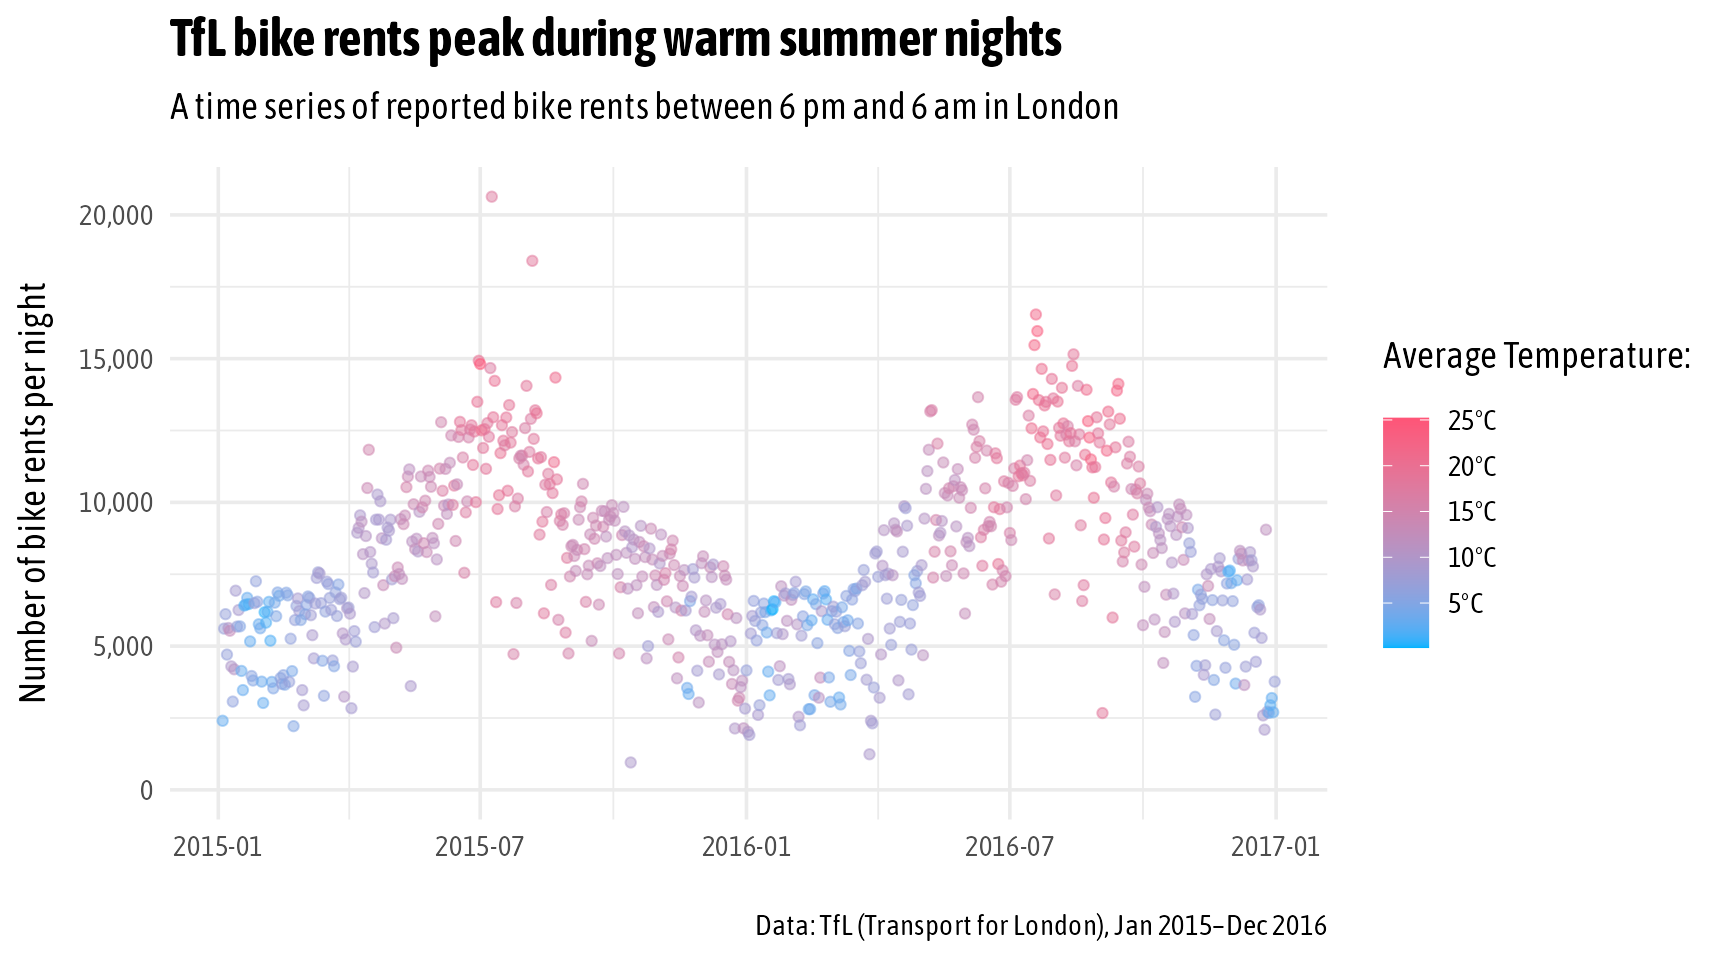 TfL bike rents peak during warm summer nights
A time series of reported bike rents between 6 pm and 6 am in London
Number of bike rents per night
20,000
15,000
10,000
5,000
0
2015-01
2015-07
2016-01
2016-07
2017-01
Average Temperature:
25°C
20°C
15°C
10°C
5°C
Data: TfL (Transport for London), Jan 2015–Dec 2016